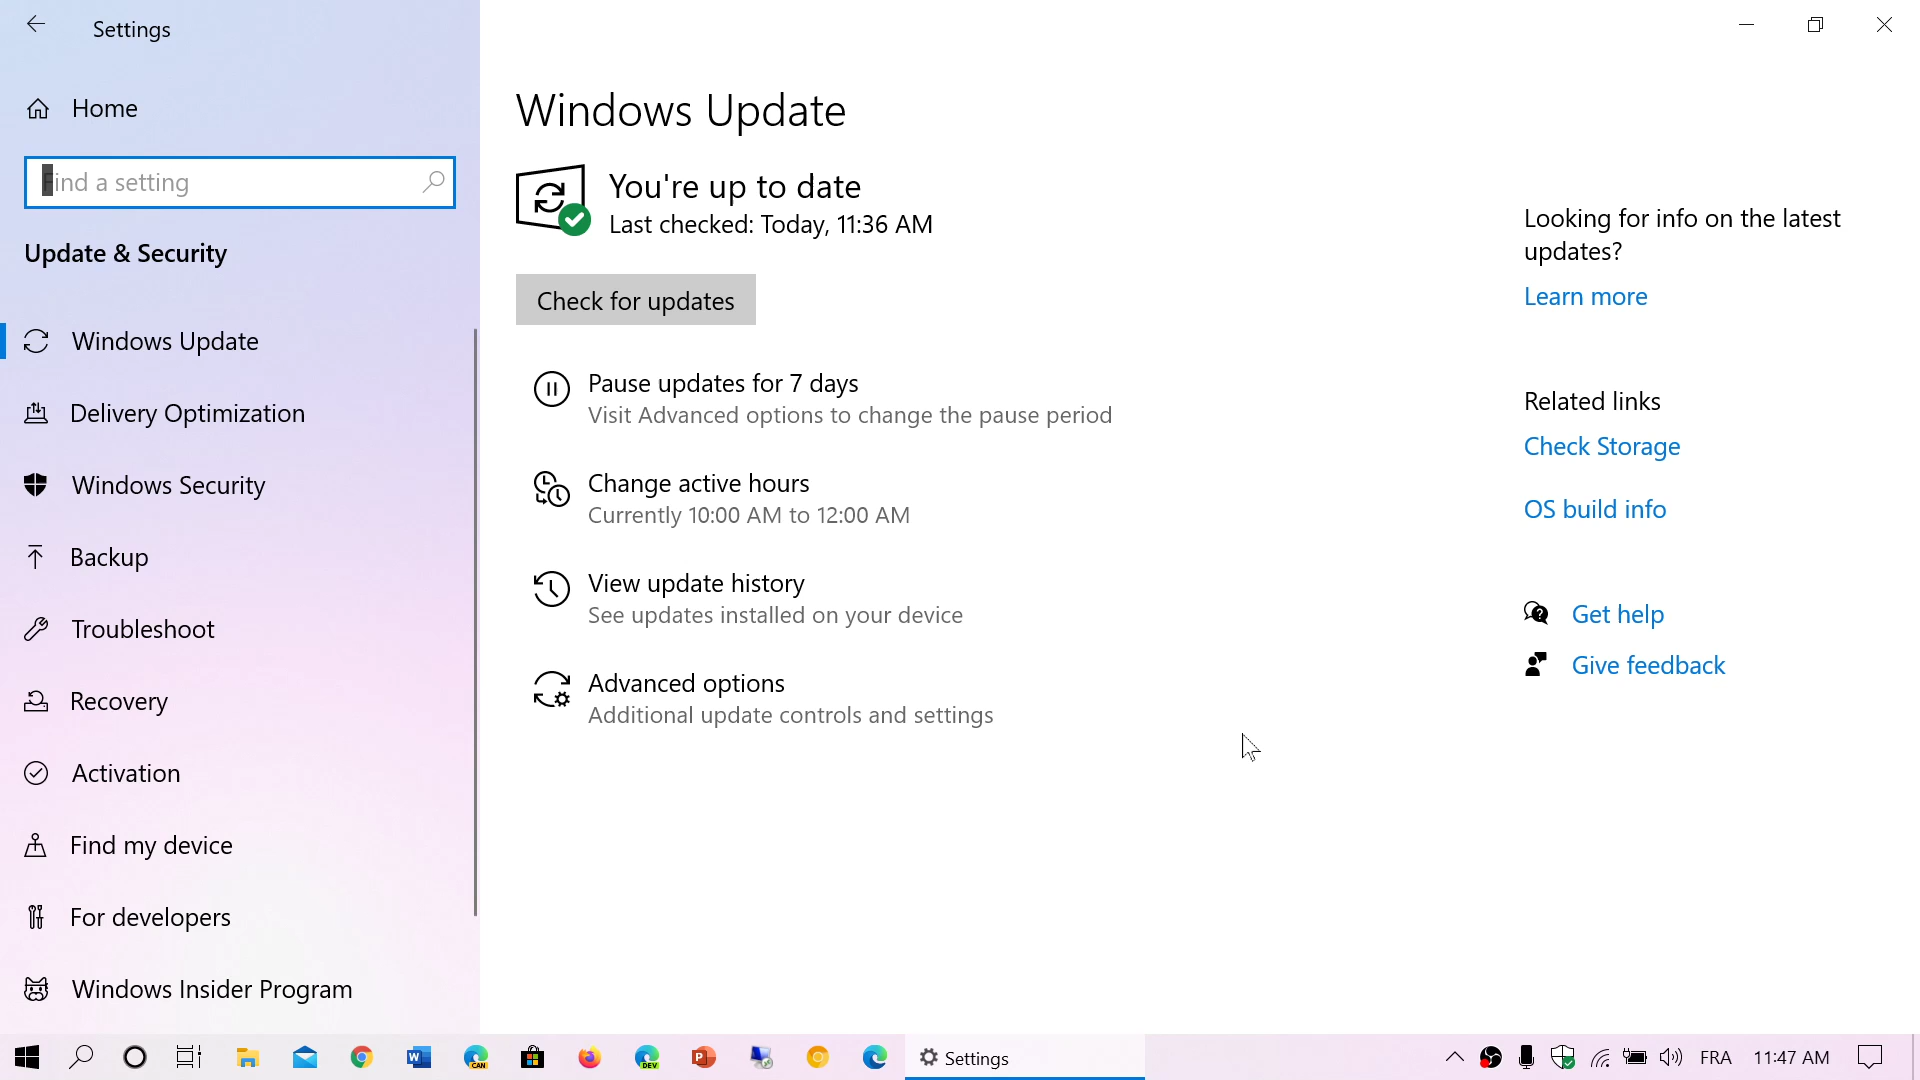 Settings
Home
Find a setting
Update & Security
Windows Update
Delivery Optimization
Windows Security
Backup
Troubleshoot
Recovery
Activation
Find my device
For developers
Windows Insider Program
Windows Update
You're up to date
Last checked: Today, 11:36 AM
Check for updates
Pause updates for 7 days
Visit Advanced options to change the pause period
Change active hours
Currently 10:00 AM to 12:00 AM
View update history
See updates installed on your device
Advanced options
Additional update controls and settings
Looking for info on the latest
updates?
Learn more
Related links
Check Storage
OS build info
Get help
Give feedback
W
CAN
DEV
P
Settings
FRA
11:47 AM